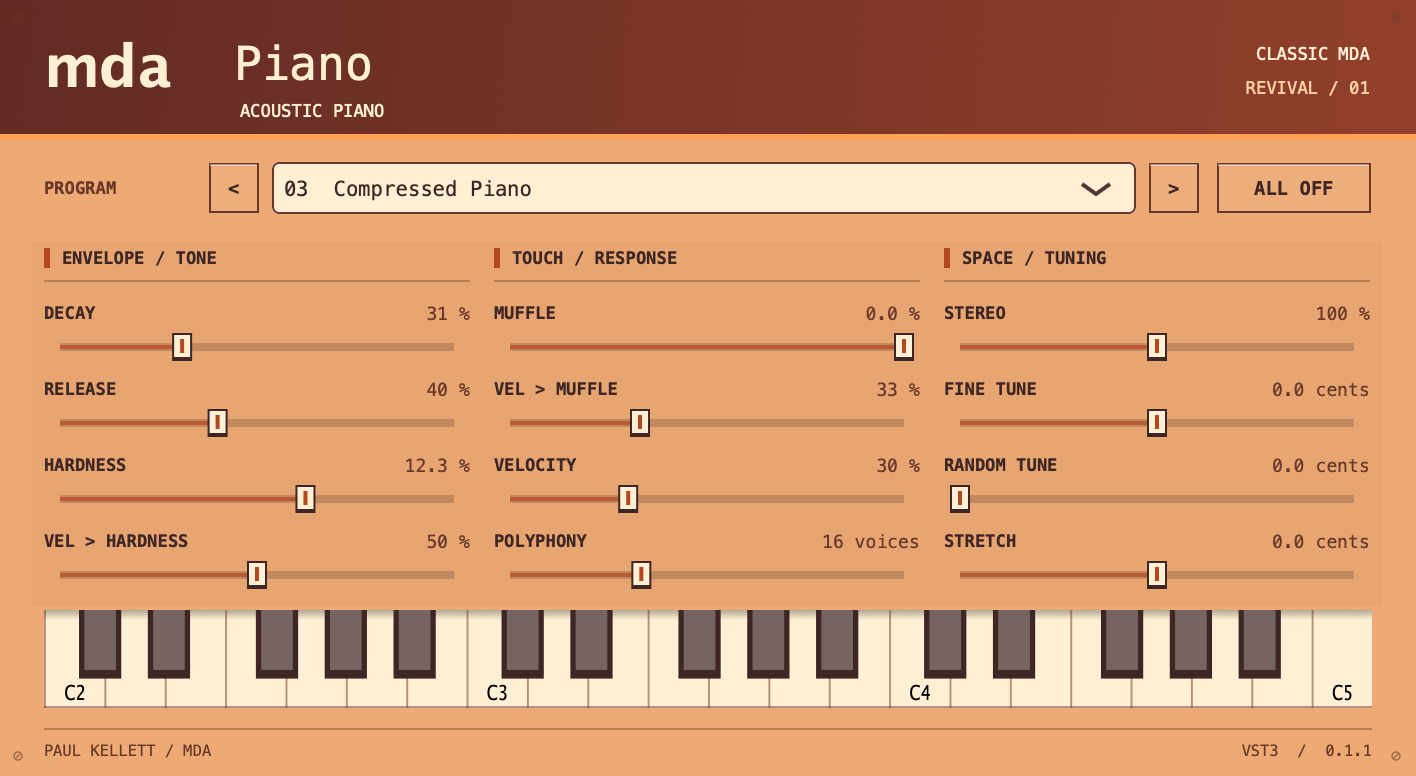 mda
Piano
ACOUSTIC PIANO
CLASSIC MDA
REVIVAL / 01
PROGRAM
<
03 Compressed Piano
>
ALL OFF
ENVELOPE / TONE
DECAY 31 %
RELEASE 40 %
HARDNESS 12.3 %
VEL > HARDNESS 50 %
TOUCH / RESPONSE
MUFFLE 0.0 %
VEL > MUFFLE 33 %
VELOCITY 30 %
POLYPHONY 16 voices
SPACE / TUNING
STEREO 100 %
FINE TUNE 0.0 cents
RANDOM TUNE 0.0 cents
STRETCH 0.0 cents
C2 C3 C4 C5
PAUL KELLETT / MDA
VST3 / 0.1.1